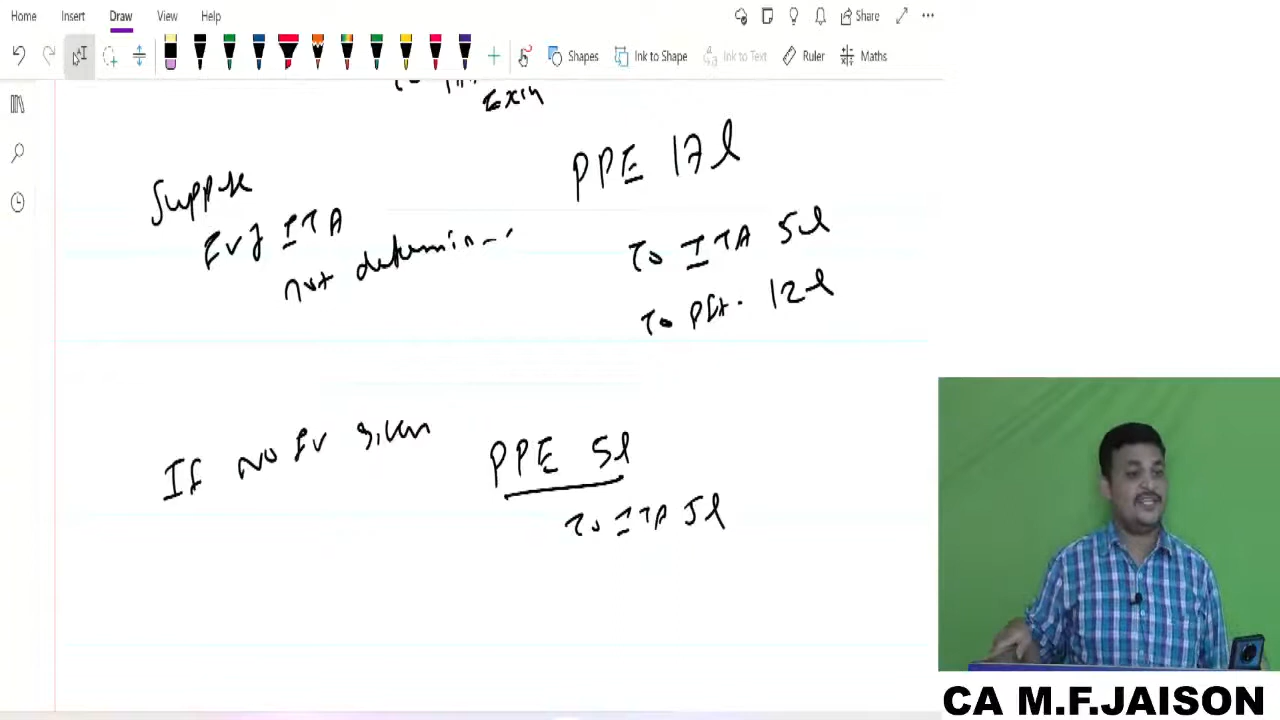 Home Insert Draw View Help Share
Shapes Ink to Shape Ink to Text Ruler Maths
Suppose
FV of ITA
not determin
PPE 17l
To ITA 5l
To P&L 12l
If no FV given
PPE 5l
To ITA 5l
CA M.F.JAISON